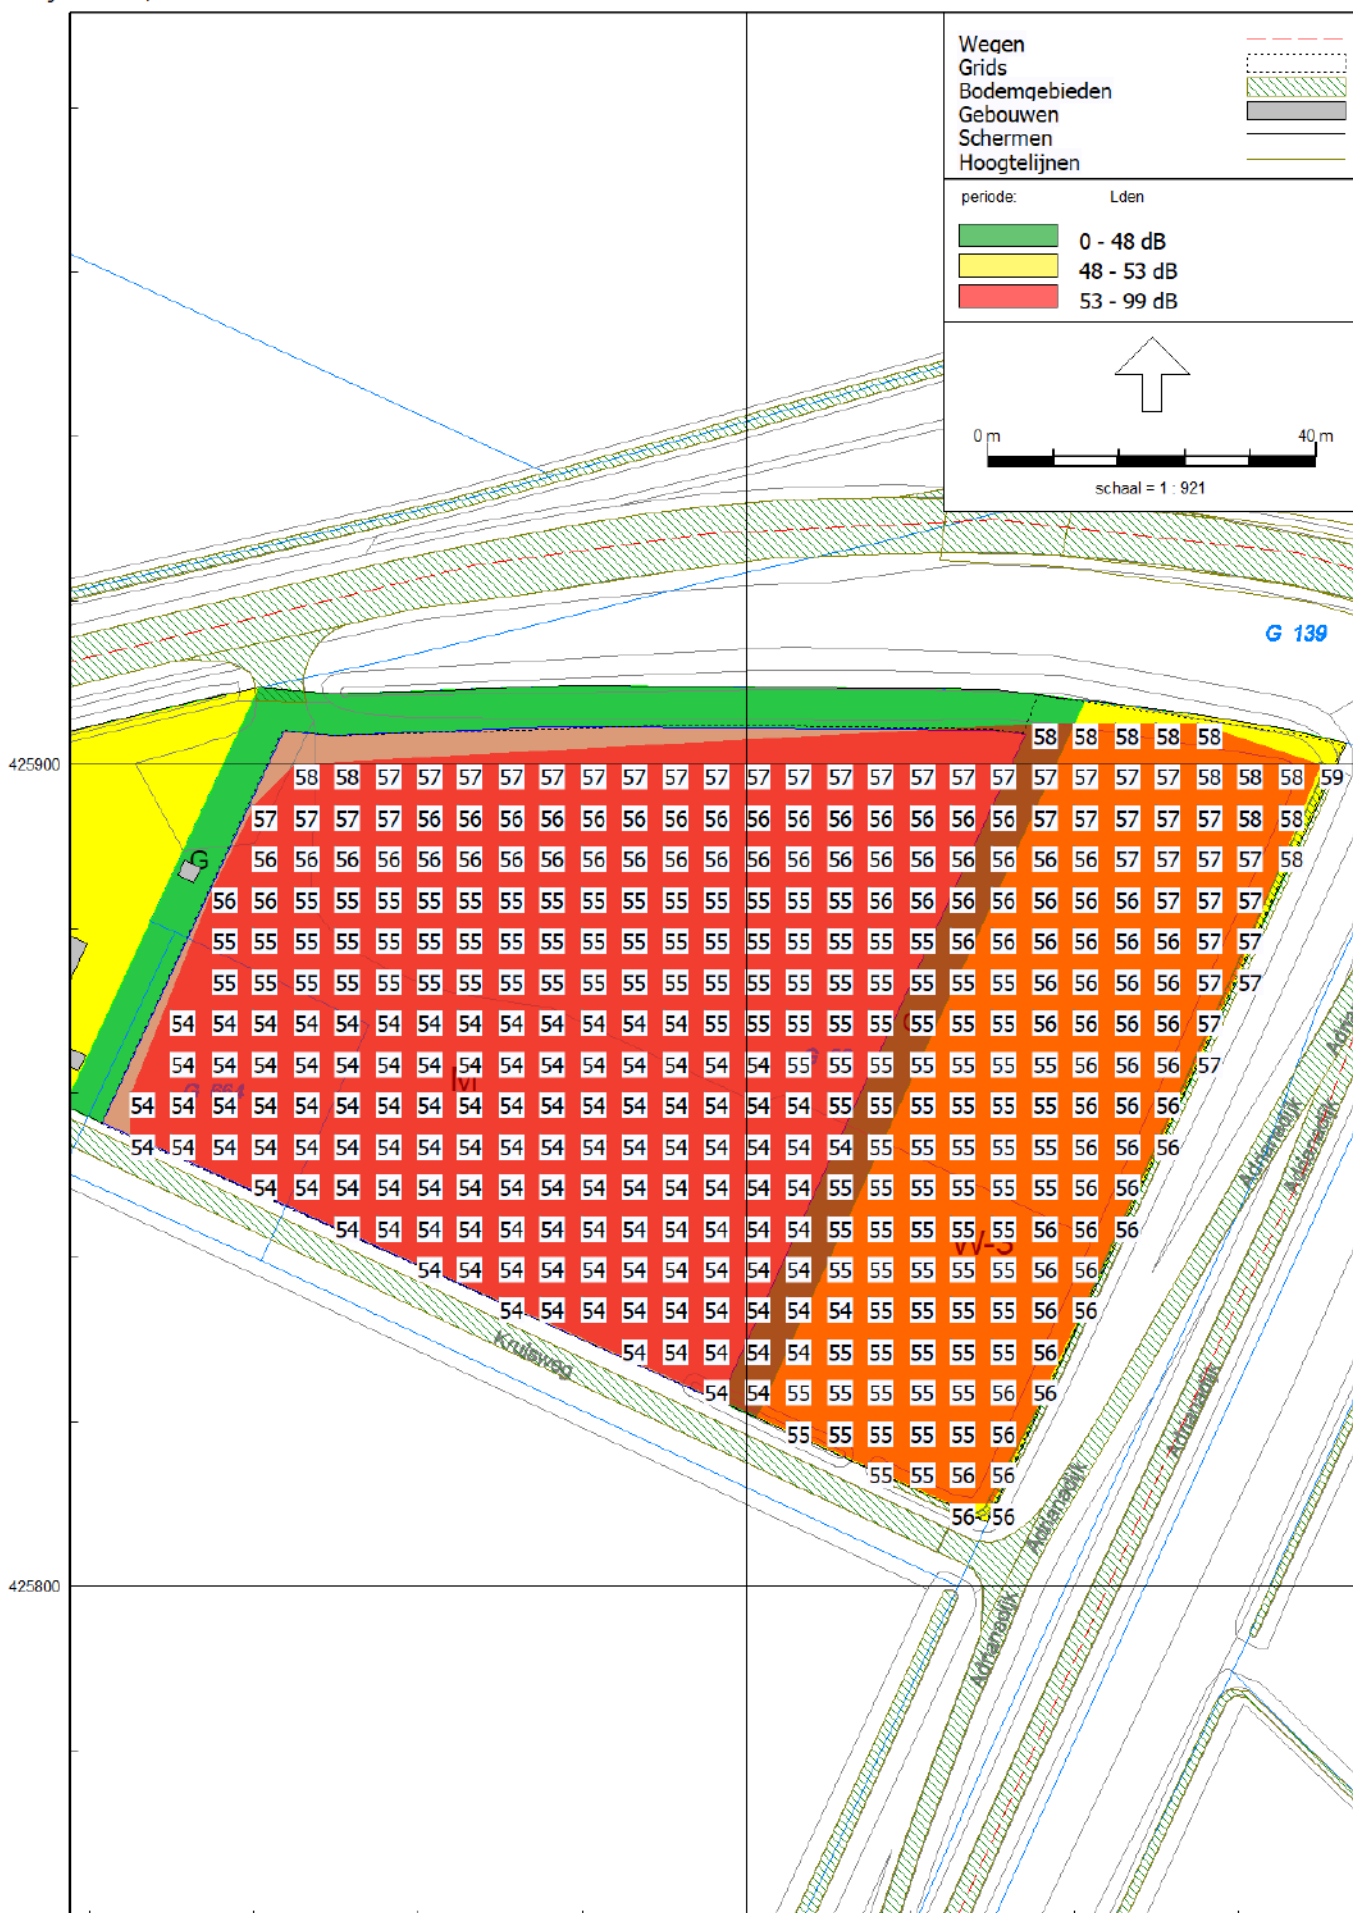 Wegen
Grids
Bodemgebieden
Gebouwen
Schermen
Hoogtelijnen
periode: Lden
0 - 48 dB
48 - 53 dB
53 - 99 dB
0 m 40 m
schaal = 1 : 921
G 139
58 58 58 58 58
425900
58 58 57 57 57 57 57 57 57 57 57 57 57 57 57 57 57 57 57 57 57 57 58 58 58 59
57 57 57 57 56 56 56 56 56 56 56 56 56 56 56 56 56 56 56 57 57 57 57 57 58 58
G
56 56 56 56 56 56 56 56 56 56 56 56 56 56 56 56 56 56 56 56 56 57 57 57 57 58
56 56 55 55 55 55 55 55 55 55 55 55 55 55 55 55 56 56 56 56 56 56 56 57 57 57
55 55 55 55 55 55 55 55 55 55 55 55 55 55 55 55 55 55 56 56 56 56 56 56 57 57
55 55 55 55 55 55 55 55 55 55 55 55 55 55 55 55 55 55 55 55 56 56 56 56 57 57
54 54 54 54 54 54 54 54 54 54 54 54 54 55 55 55 55 55 55 55 55 56 56 56 56 57
54 54 54 54 54 54 54 54 54 54 54 54 54 54 54 55 55 55 55 55 55 56 56 56 56 57
G 664
M
54 54 54 54 54 54 54 54 54 54 54 54 54 54 54 54 54 55 55 55 55 55 55 56 56 56
54 54 54 54 54 54 54 54 54 54 54 54 54 54 54 54 54 54 55 55 55 55 55 56 56 56
54 54 54 54 54 54 54 54 54 54 54 54 54 54 55 55 55 55 55 55 56 56
54 54 54 54 54 54 54 54 54 54 54 54 55 55 55 55 55 56 56 56
W-S
54 54 54 54 54 54 54 54 54 54 55 55 55 55 55 56 56
54 54 54 54 54 54 54 54 54 55 55 55 55 56 56
54 54 54 54 54 55 55 55 55 55 56
54 54 55 55 55 55 55 56 56
55 55 55 55 55 56
55 55 56 56
56 56
Kruisweg
Adrianadijk
Adrianadijk
Adrianadijk
Adrianadijk
Adrianadijk
425800